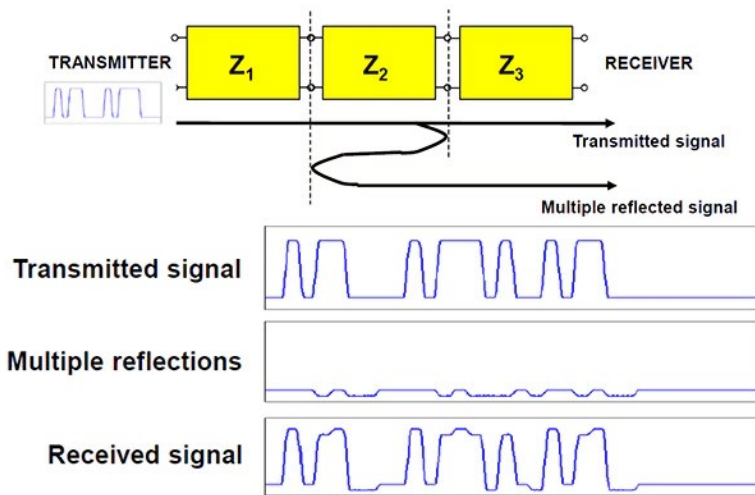 TRANSMITTER
Z1
Z2
Z3
RECEIVER
Transmitted signal
Multiple reflected signal
Transmitted signal
Multiple reflections
Received signal